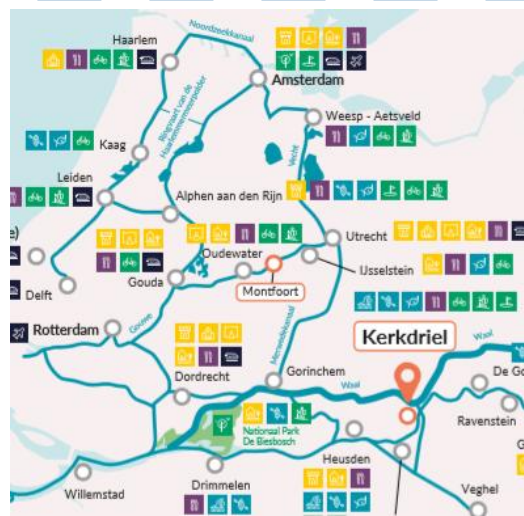 Noordzeekanaal
Haarlem
Amsterdam
Ringvaart van de
Haarlemmermeerpolder
Weesp - Aetsveld
Kaag
Vecht
Leiden
Alphen aan den Rijn
e)
Utrecht
Oudewater
IJsselstein
Montfoort
Gouda
Delft
Gouwe
Merwedekanaal
Rotterdam
Kerkdriel
Gorinchem
Waal
Waal
De Go
Dordrecht
Ravenstein
Nationaal Park
De Biesbosch
G
Heusden
Drimmelen
Willemstad
Veghel